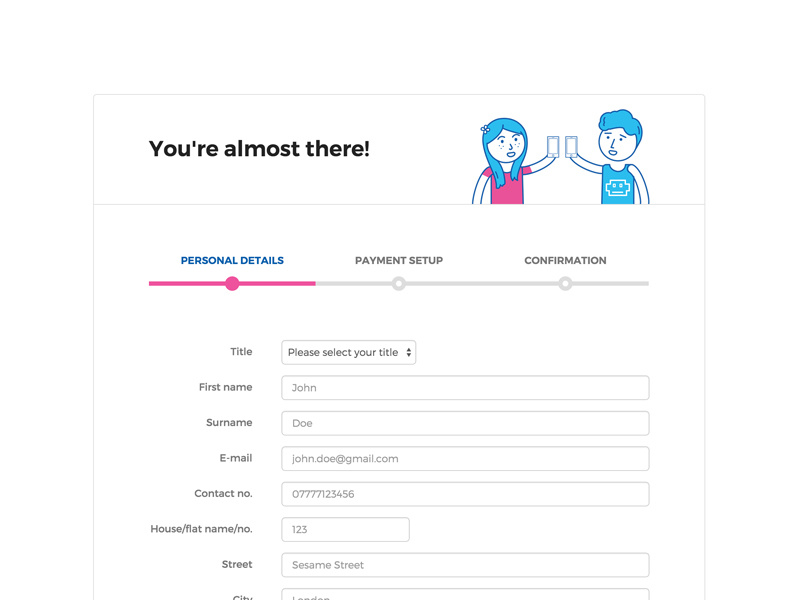 You're almost there!
PERSONAL DETAILS PAYMENT SETUP CONFIRMATION
Title Please select your title
First name John
Surname Doe
E-mail john.doe@gmail.com
Contact no. 07777123456
House/flat name/no. 123
Street Sesame Street
City London